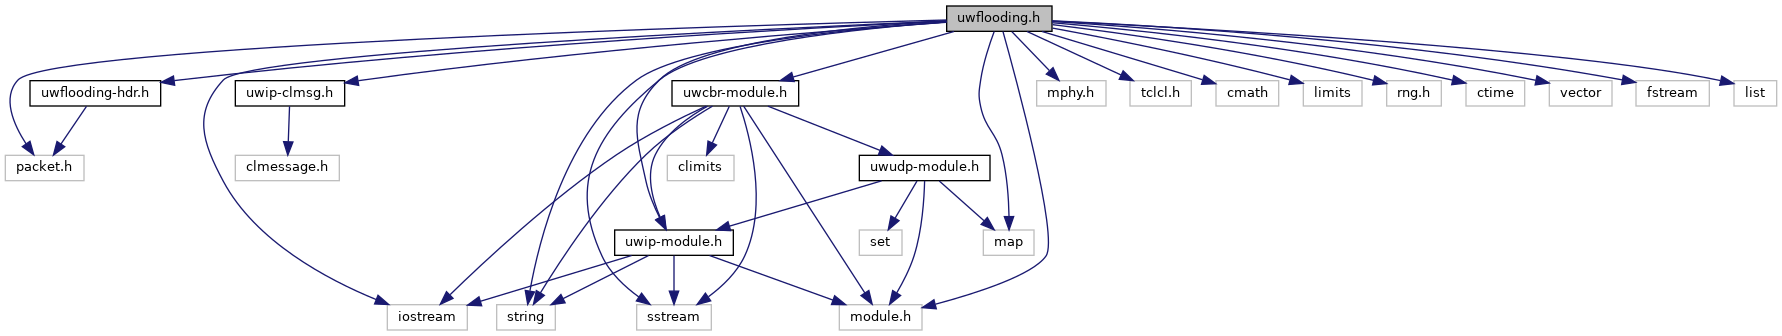 uwflooding.h
uwflooding-hdr.h
uwip-clmsg.h
uwcbr-module.h
mphy.h
tclcl.h
cmath
limits
rng.h
ctime
vector
fstream
list
packet.h
clmessage.h
climits
uwudp-module.h
uwip-module.h
set
map
iostream
string
sstream
module.h